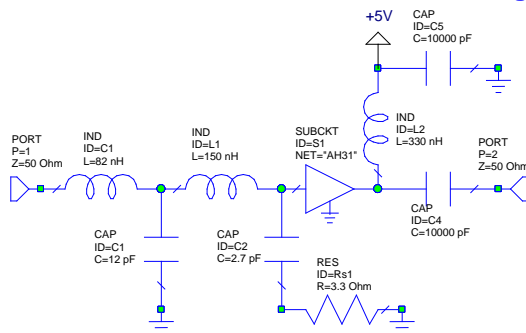 +5V
CAP
ID=C5
C=10000 pF
IND
ID=L2
L=330 nH
SUBCKT
ID=S1
NET="AH31"
IND
ID=C1
L=82 nH
IND
ID=L1
L=150 nH
PORT
P=1
Z=50 Ohm
PORT
P=2
Z=50 Ohm
CAP
ID=C4
C=10000 pF
CAP
ID=C1
C=12 pF
CAP
ID=C2
C=2.7 pF
RES
ID=Rs1
R=3.3 Ohm